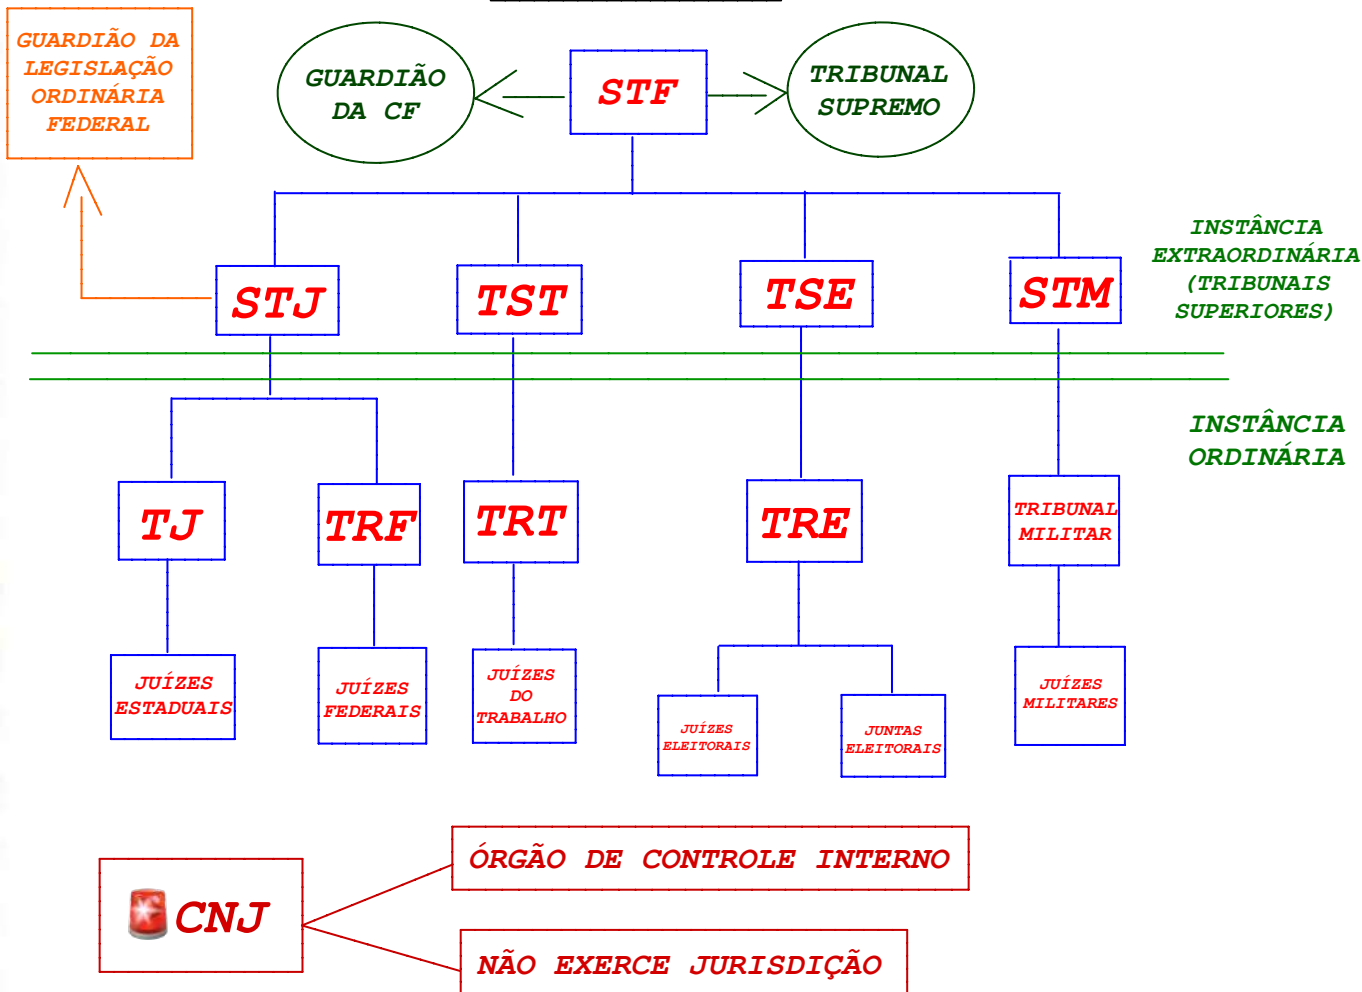 GUARDIÃO DA
LEGISLAÇÃO
ORDINÁRIA
FEDERAL
GUARDIÃO
DA CF
STF
TRIBUNAL
SUPREMO
INSTÂNCIA
EXTRAORDINÁRIA
(TRIBUNAIS
SUPERIORES)
STJ
TST
TSE
STM
INSTÂNCIA
ORDINÁRIA
TJ
TRF
TRT
TRE
TRIBUNAL
MILITAR
JUÍZES
ESTADUAIS
JUÍZES
FEDERAIS
JUÍZES
DO
TRABALHO
JUÍZES
ELEITORAIS
JUNTAS
ELEITORAIS
JUÍZES
MILITARES
CNJ
ÓRGÃO DE CONTROLE INTERNO
NÃO EXERCE JURISDIÇÃO